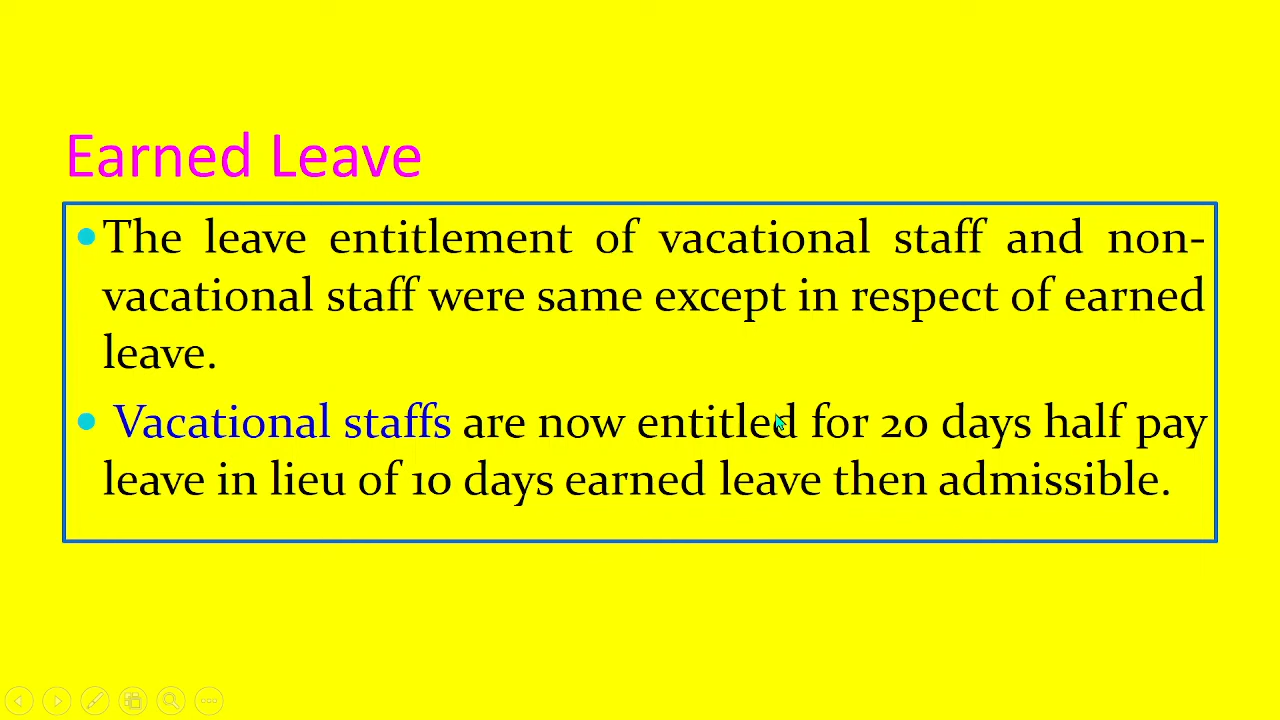 Earned Leave
• The leave entitlement of vacational staff and non-
vacational staff were same except in respect of earned
leave.
• Vacational staffs are now entitled for 20 days half pay
leave in lieu of 10 days earned leave then admissible.